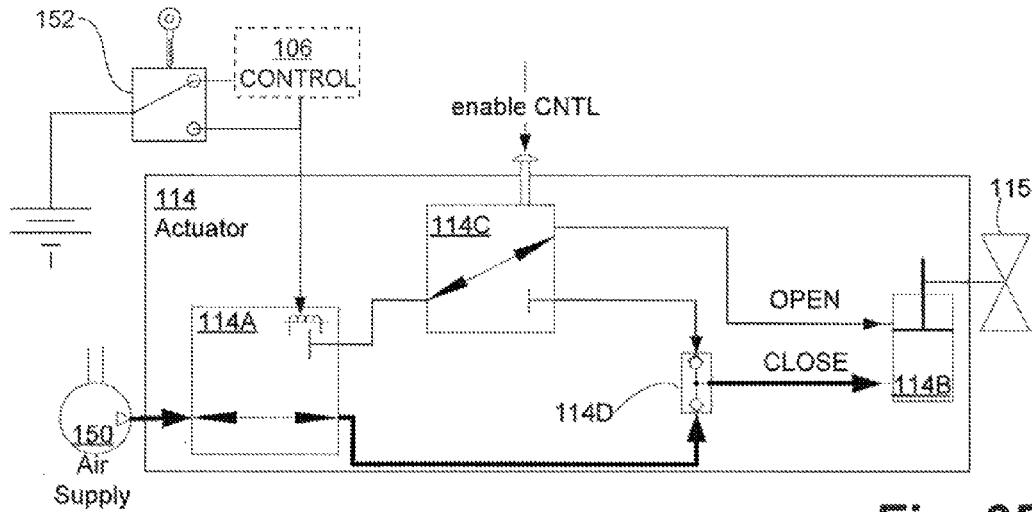 152
106
CONTROL
enable CNTL
114
Actuator
114C
115
114A
OPEN
CLOSE
114B
114D
150
Air
Supply